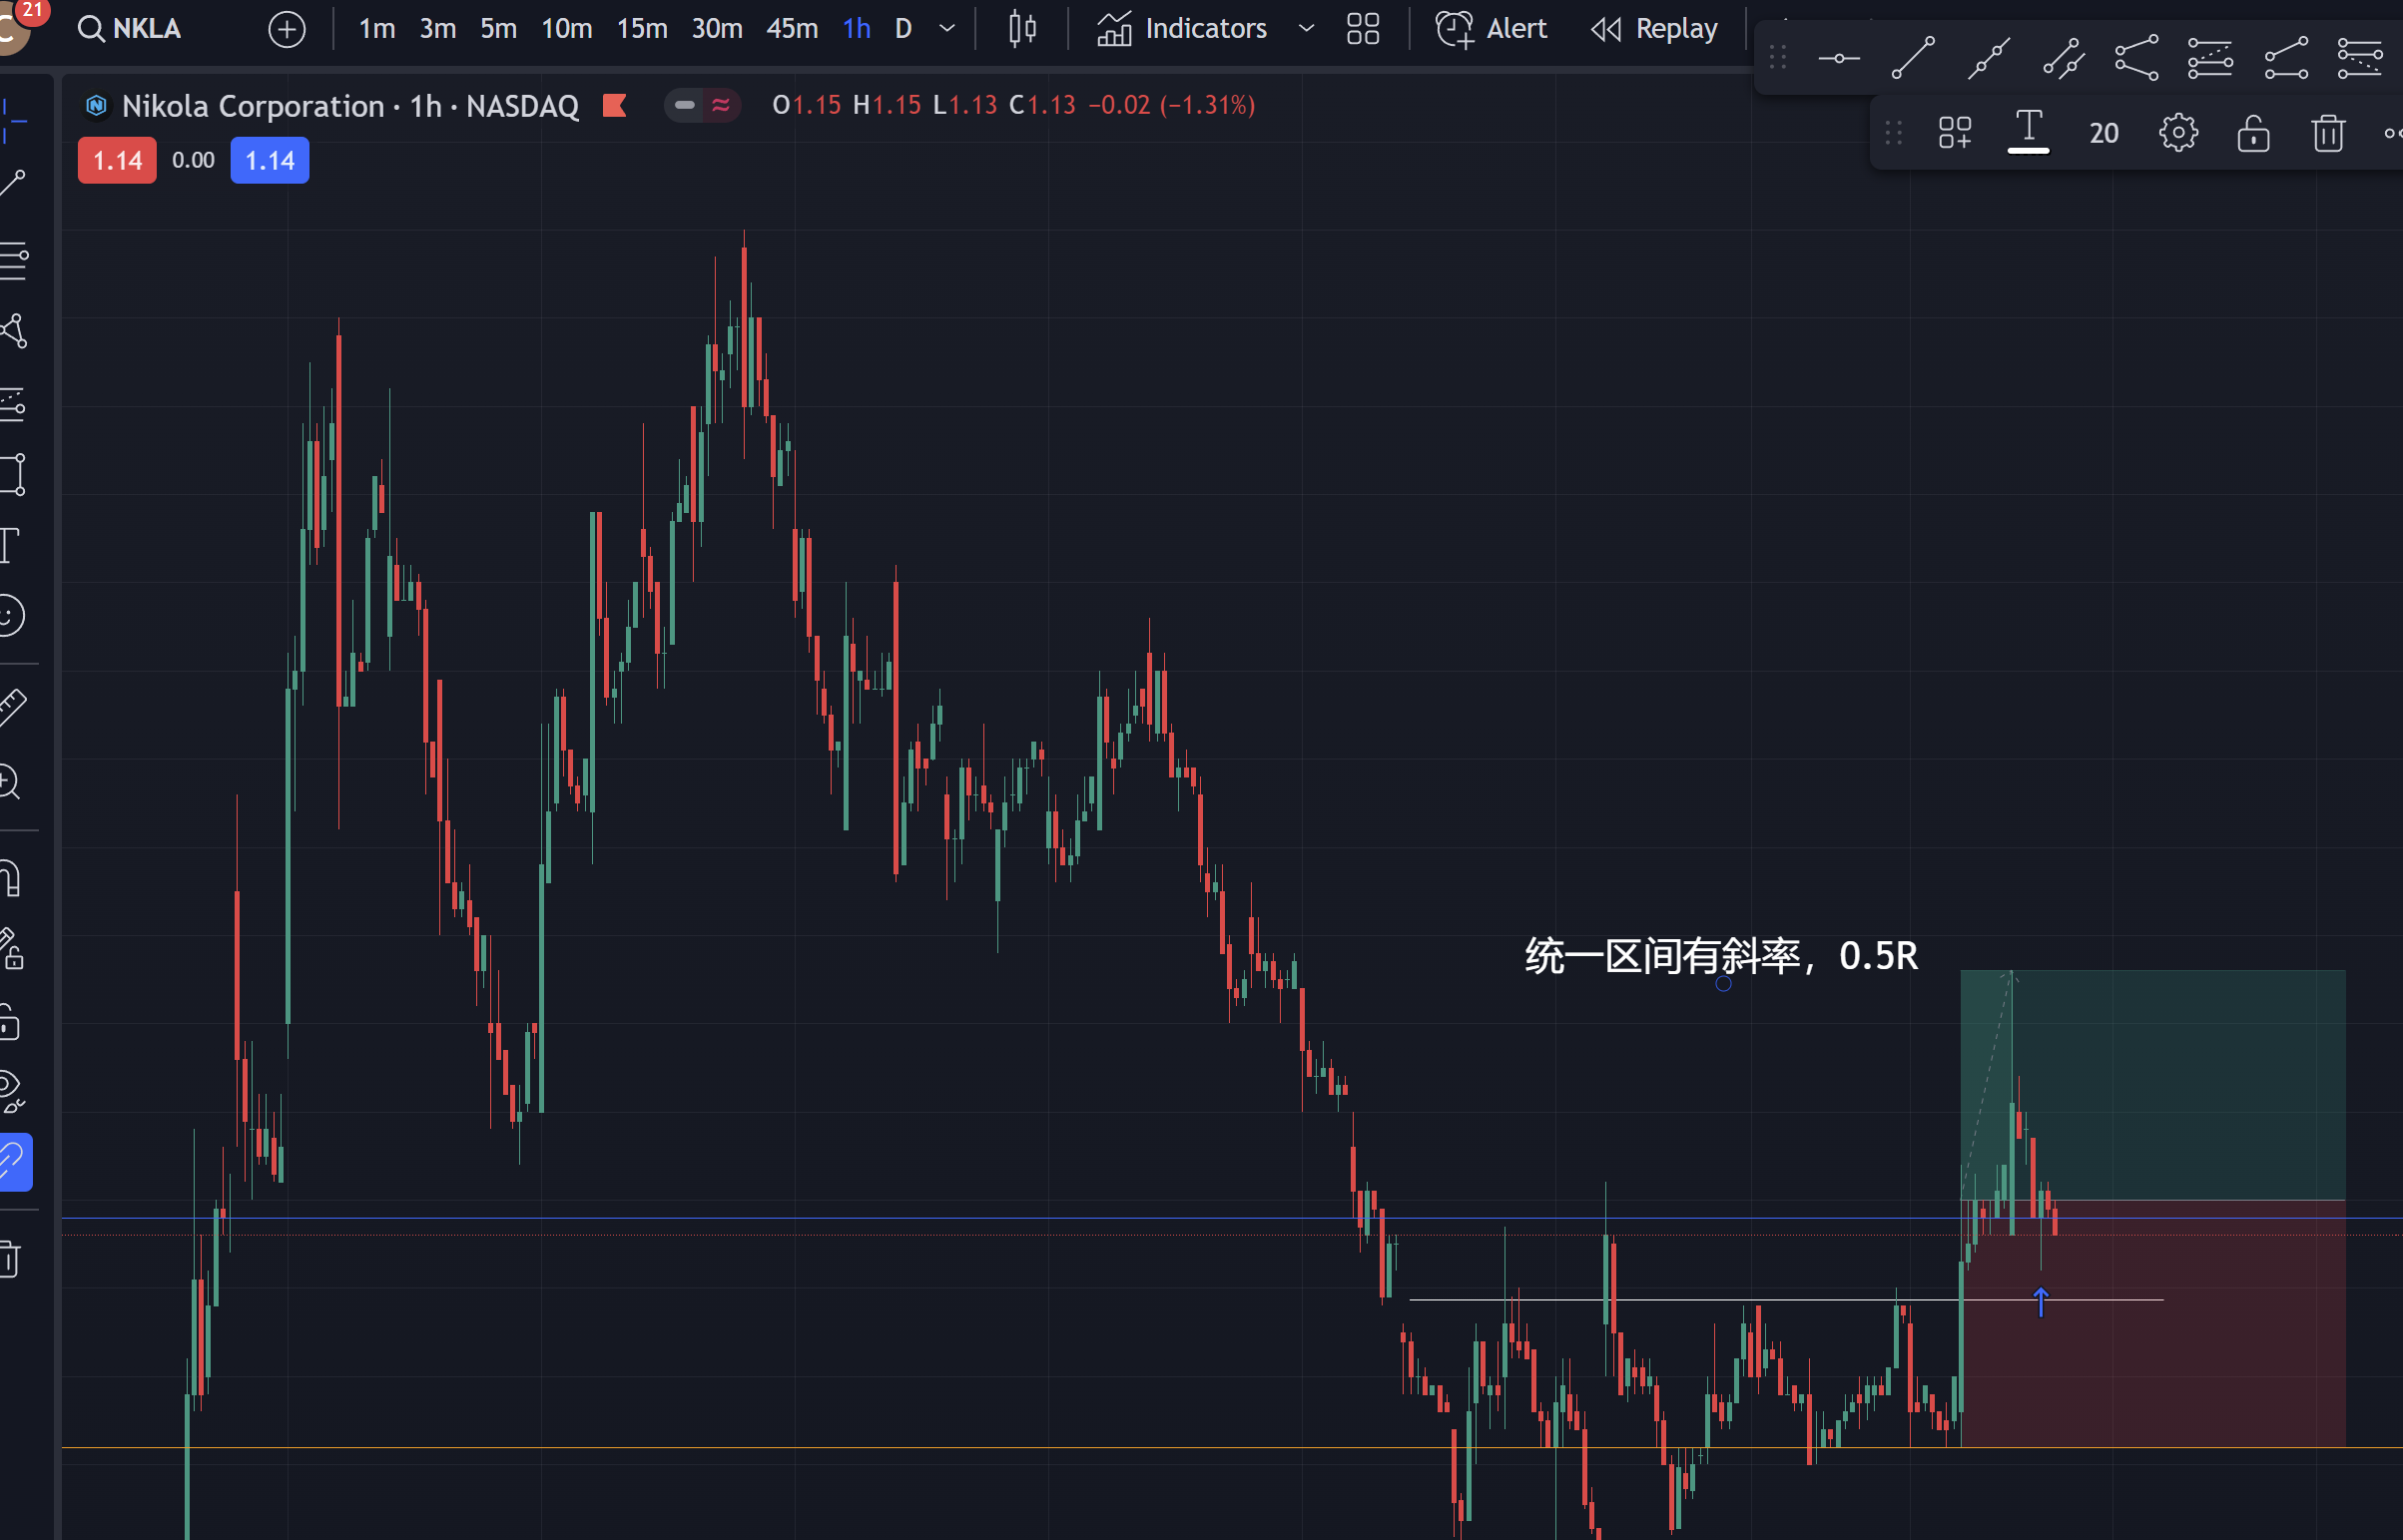 21
C NKLA 1m 3m 5m 10m 15m 30m 45m 1h D Indicators Alert Replay
Nikola Corporation · 1h · NASDAQ O1.15 H1.15 L1.13 C1.13 −0.02 (−1.31%)
20
1.14 0.00 1.14
统一区间有斜率，0.5R